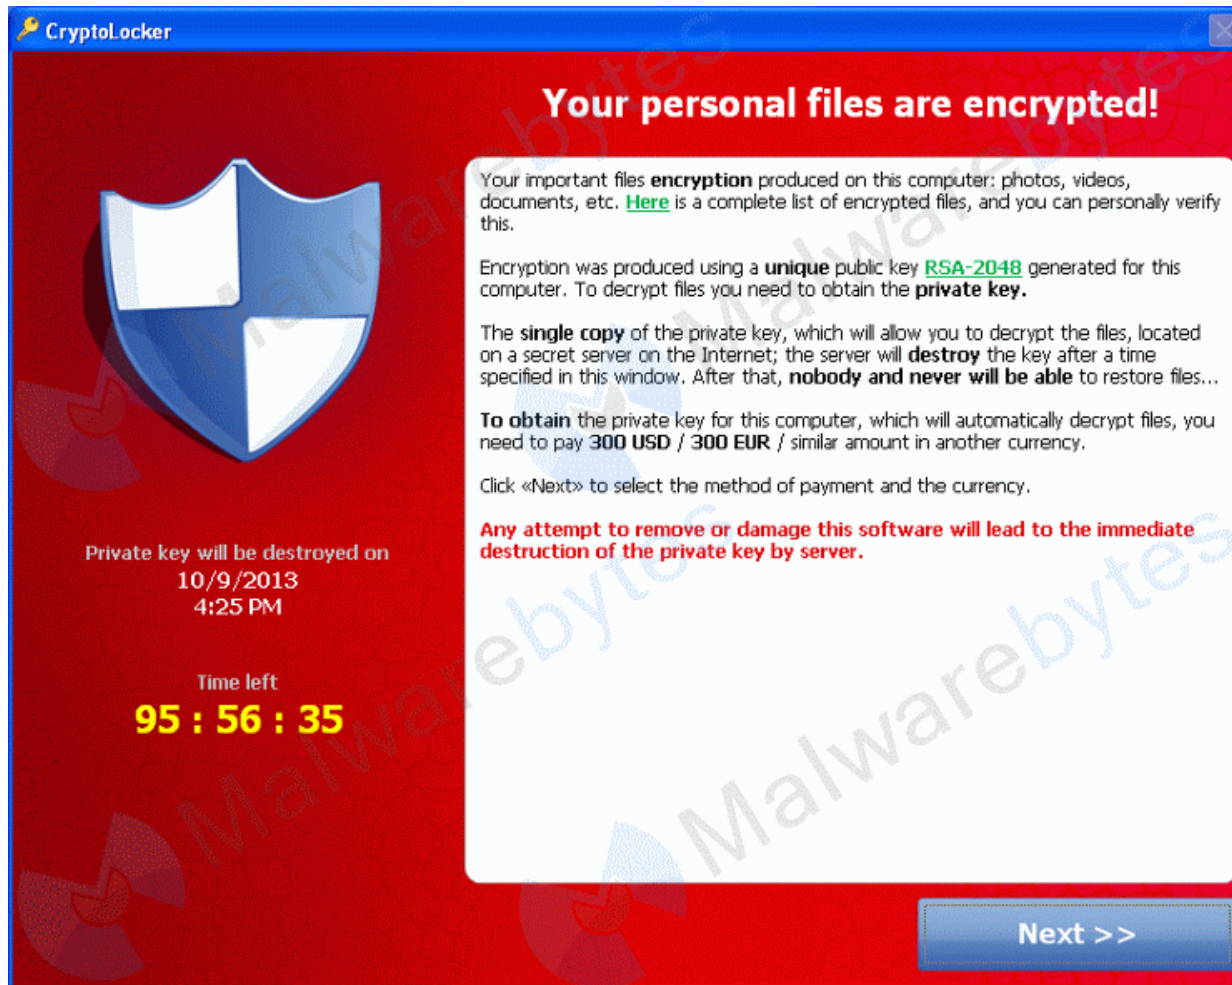 CryptoLocker
Your personal files are encrypted!
Your important files encryption produced on this computer: photos, videos,
documents, etc. Here is a complete list of encrypted files, and you can personally verify
this.
Encryption was produced using a unique public key RSA-2048 generated for this
computer. To decrypt files you need to obtain the private key.
The single copy of the private key, which will allow you to decrypt the files, located
on a secret server on the Internet; the server will destroy the key after a time
specified in this window. After that, nobody and never will be able to restore files...
To obtain the private key for this computer, which will automatically decrypt files, you
need to pay 300 USD / 300 EUR / similar amount in another currency.
Click «Next» to select the method of payment and the currency.
Any attempt to remove or damage this software will lead to the immediate
destruction of the private key by server.
Private key will be destroyed on
10/9/2013
4:25 PM
Time left
95 : 56 : 35
Next >>
Malwarebytes
Malwarebytes
Malwarebytes
Malwarebytes